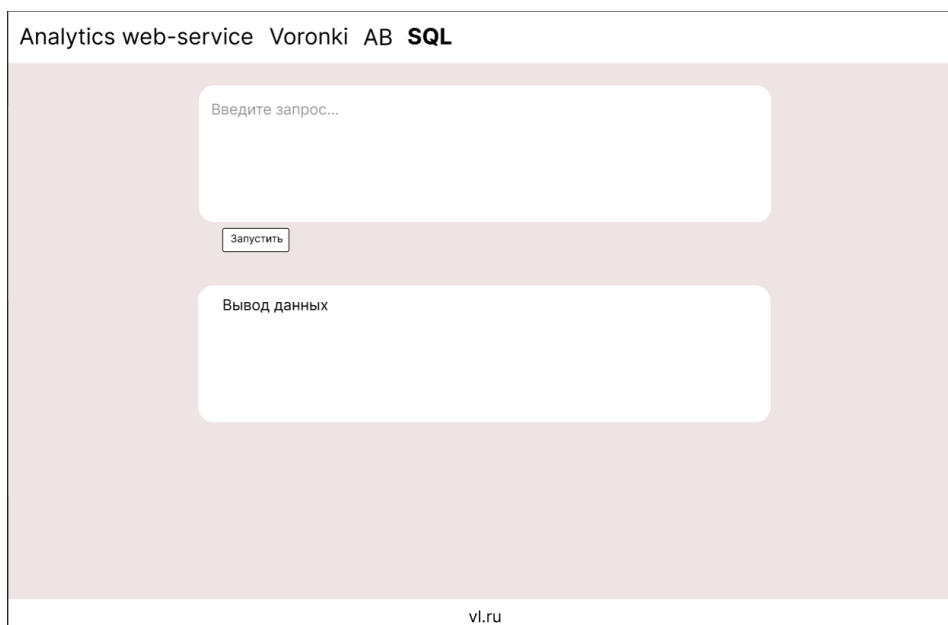 Analytics web-service Voronki AB SQL
Введите запрос...
Запустить
Вывод данных
vl.ru